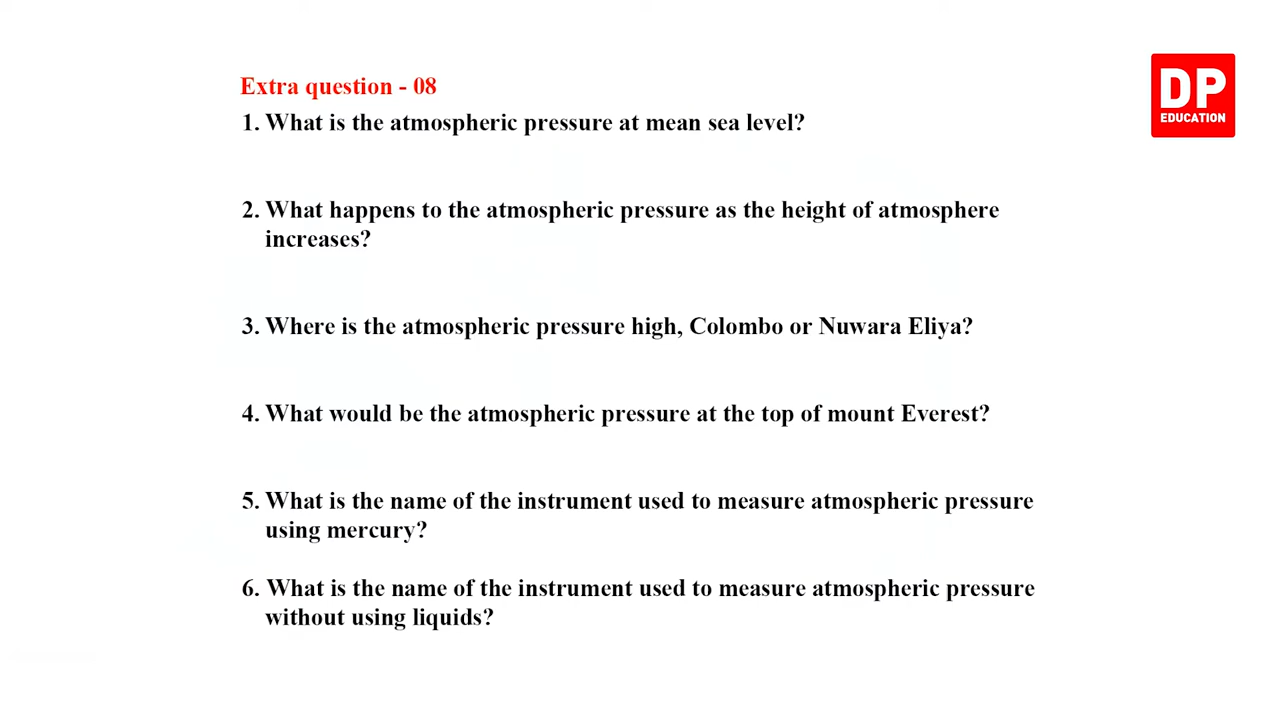 DP
EDUCATION
Extra question - 08
1. What is the atmospheric pressure at mean sea level?
2. What happens to the atmospheric pressure as the height of atmosphere
increases?
3. Where is the atmospheric pressure high, Colombo or Nuwara Eliya?
4. What would be the atmospheric pressure at the top of mount Everest?
5. What is the name of the instrument used to measure atmospheric pressure
using mercury?
6. What is the name of the instrument used to measure atmospheric pressure
without using liquids?